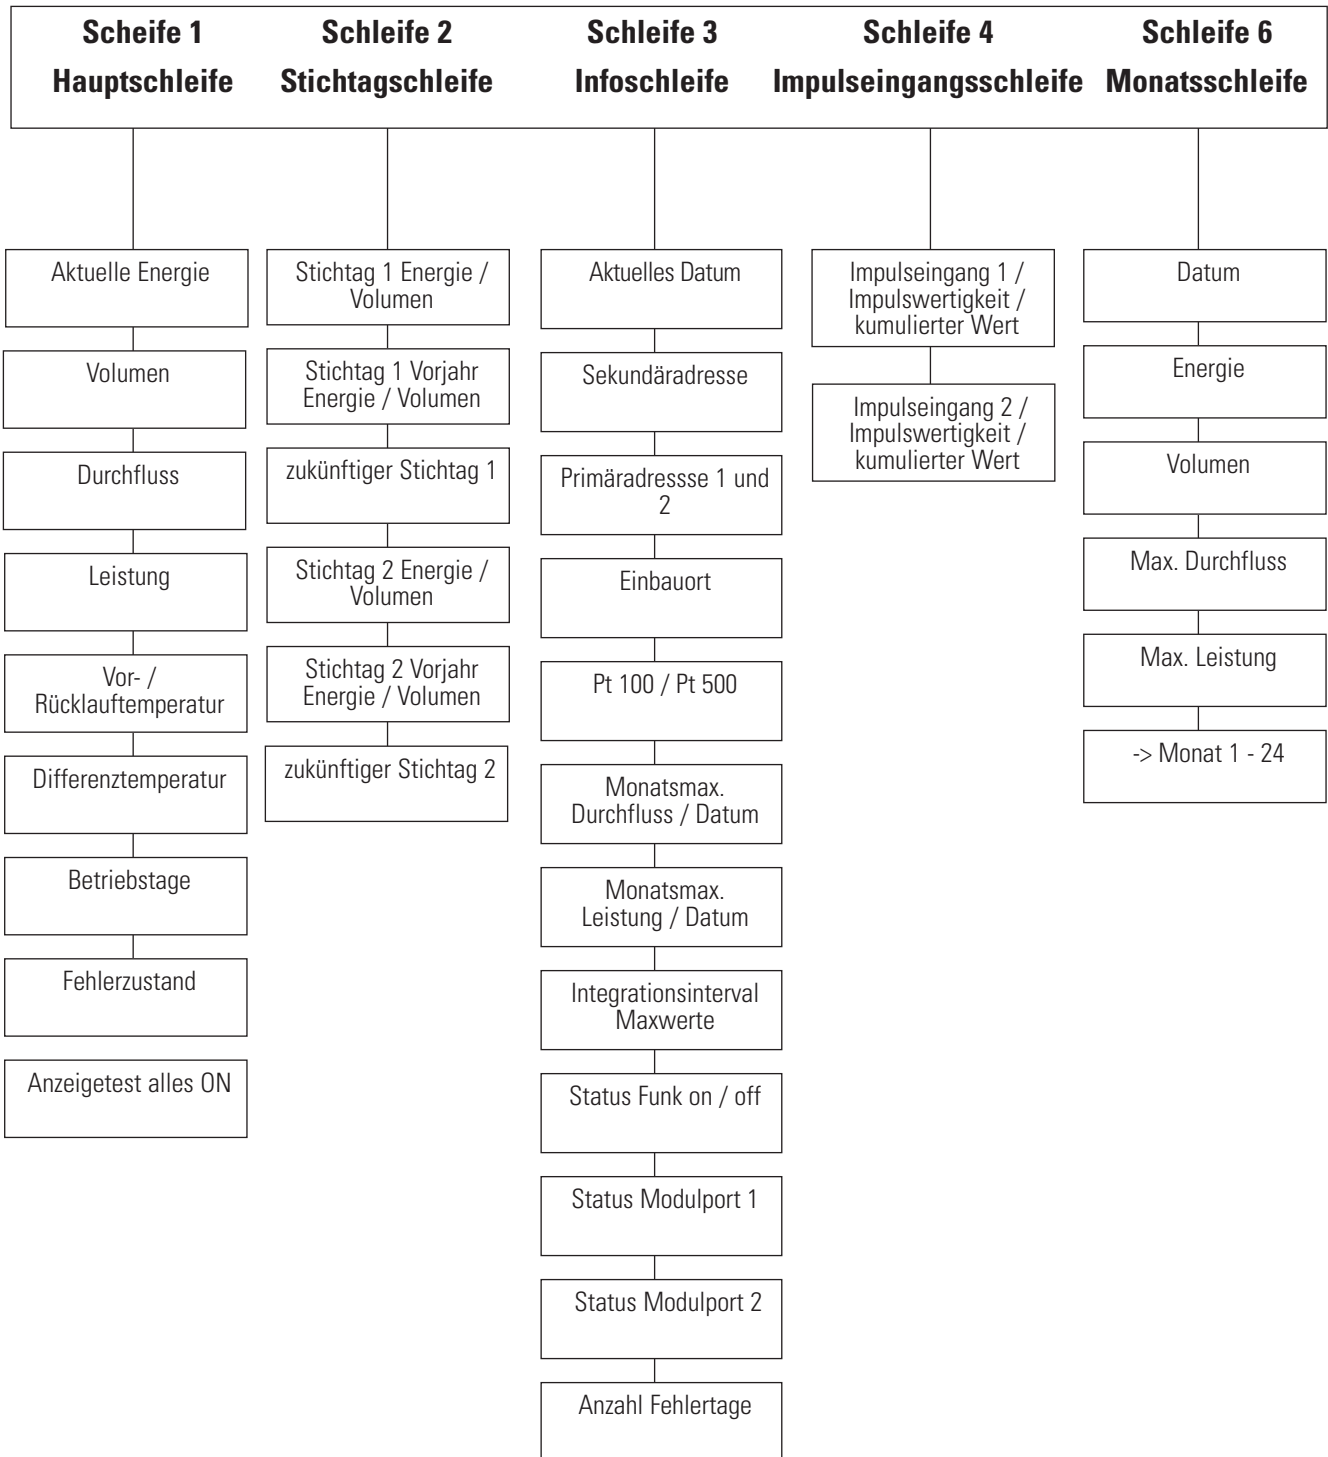 Scheife 1
Hauptschleife
Schleife 2
Stichtagschleife
Schleife 3
Infoschleife
Schleife 4
Impulseingangsschleife
Schleife 6
Monatsschleife
Aktuelle Energie
Volumen
Durchfluss
Leistung
Vor- /
Rücklauftemperatur
Differenztemperatur
Betriebstage
Fehlerzustand
Anzeigetest alles ON
Stichtag 1 Energie /
Volumen
Stichtag 1 Vorjahr
Energie / Volumen
zukünftiger Stichtag 1
Stichtag 2 Energie /
Volumen
Stichtag 2 Vorjahr
Energie / Volumen
zukünftiger Stichtag 2
Aktuelles Datum
Sekundäradresse
Primäradressse 1 und
2
Einbauort
Pt 100 / Pt 500
Monatsmax.
Durchfluss / Datum
Monatsmax.
Leistung / Datum
Integrationsinterval
Maxwerte
Status Funk on / off
Status Modulport 1
Status Modulport 2
Anzahl Fehlertage
Impulseingang 1 /
Impulswertigkeit /
kumulierter Wert
Impulseingang 2 /
Impulswertigkeit /
kumulierter Wert
Datum
Energie
Volumen
Max. Durchfluss
Max. Leistung
-> Monat 1 - 24